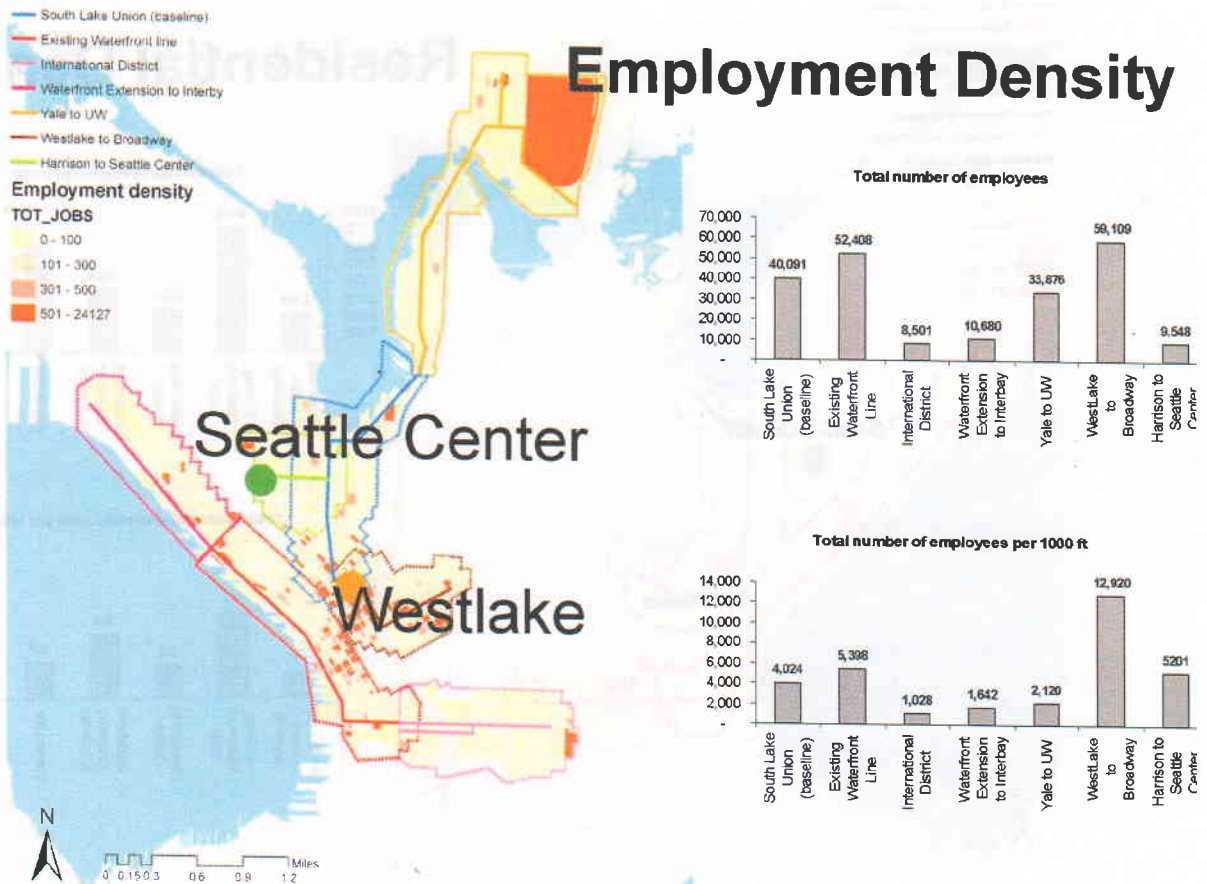 South Lake Union (baseline)
Existing Waterfront line
International District
Waterfront Extension to Interby
Yale to UW
Westlake to Broadway
Harrison to Seattle Center
Employment density
TOT_JOBS
0 - 100
101 - 300
301 - 500
501 - 24127
Seattle Center
Westlake
N
0 0.15 0.3 0.6 0.9 1.2
Miles
Employment Density
Total number of employees
70,000
60,000
50,000
40,000
30,000
20,000
10,000
-
40,091
52,408
8,501
10,680
33,876
59,109
9,548
South Lake
Union
(baseline)
Existing
Waterfront
Line
International
District
Waterfront
Extension
to Interbay
Yale to UW
WestLake
to
Broadway
Harrison to
Seattle
Center
Total number of employees per 1000 ft
14,000
12,000
10,000
8,000
6,000
4,000
2,000
-
4,024
5,398
1,028
1,642
2,120
12,920
5201
South Lake
Union
(baseline)
Existing
Waterfront
Line
International
District
Waterfront
Extension
to Interbay
Yale to UW
WestLake
to
Broadway
Harrison to
Seattle
Center
Residential